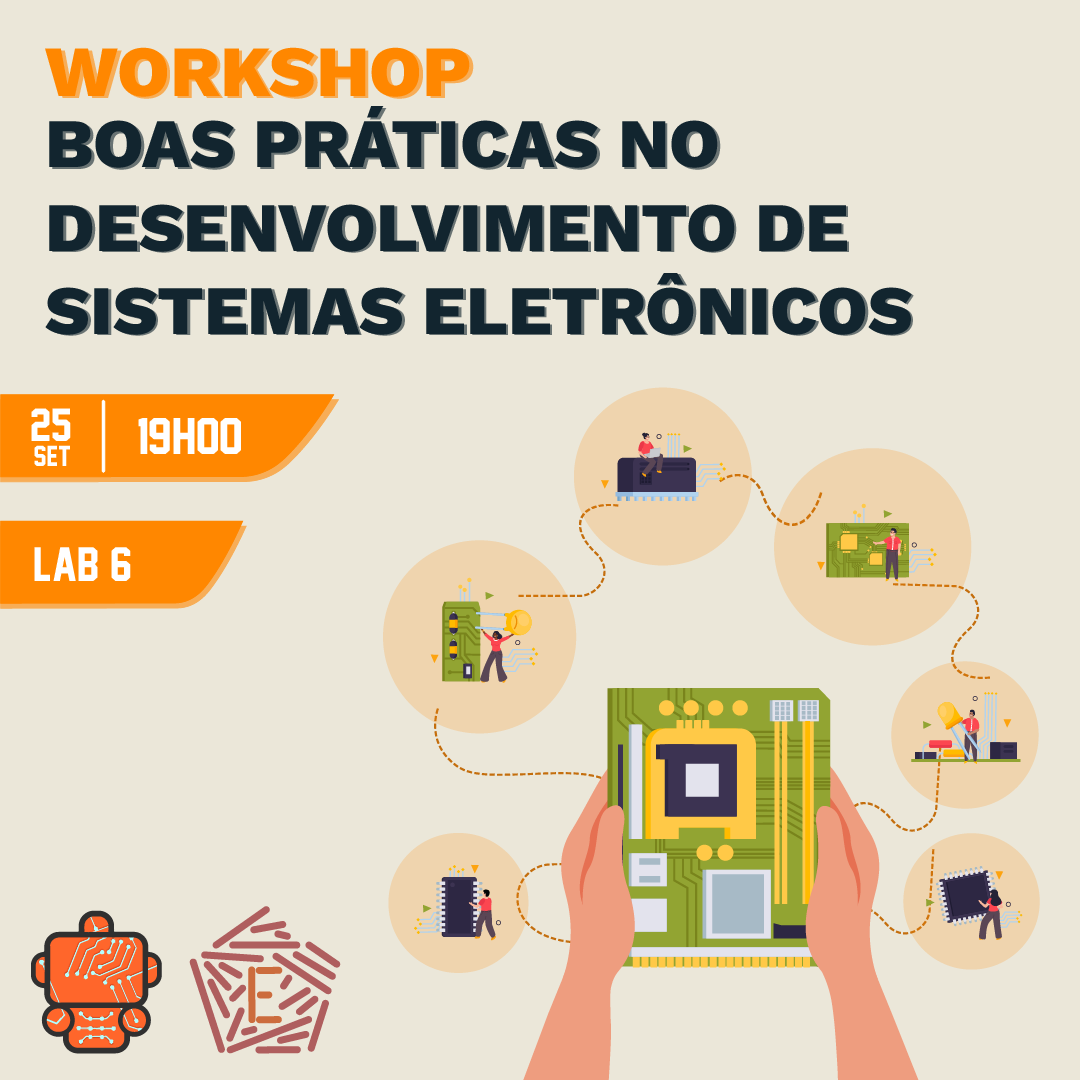 WORKSHOP
BOAS PRÁTICAS NO
DESENVOLVIMENTO DE
SISTEMAS ELETRÔNICOS
25
SET
19H00
LAB 6
E